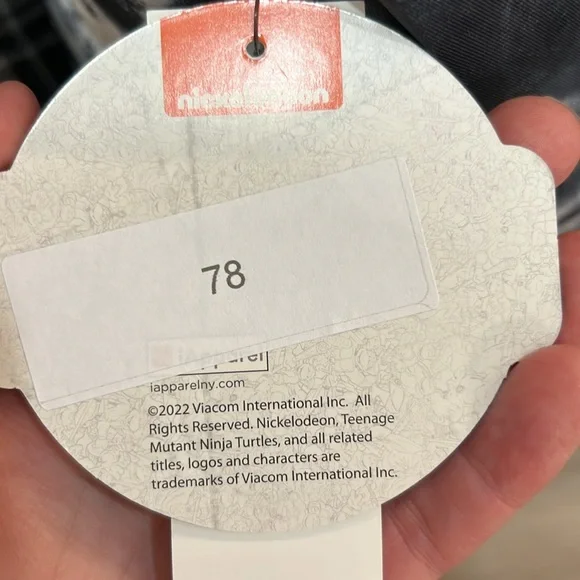 nickelodeon
78
iapparel
iapparelny.com
©2022 Viacom International Inc. All
Rights Reserved. Nickelodeon, Teenage
Mutant Ninja Turtles, and all related
titles, logos and characters are
trademarks of Viacom International Inc.